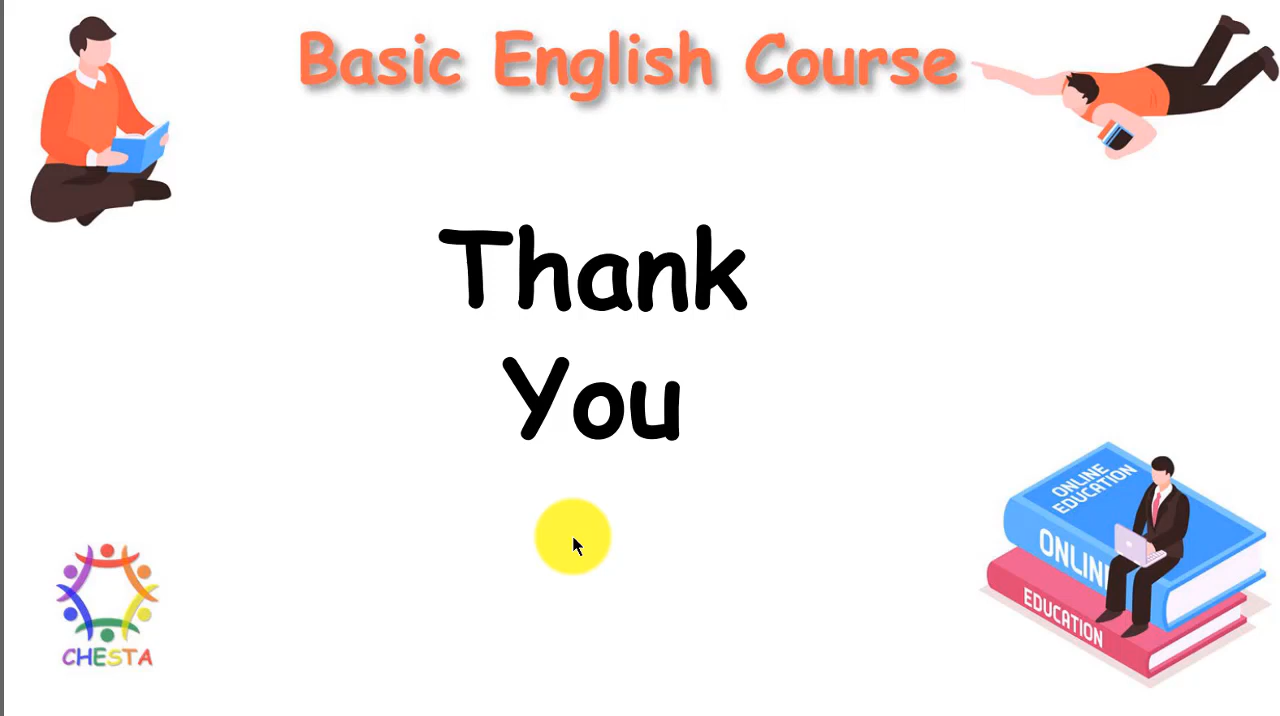 Basic English Course
Thank
You
ONLINE
EDUCATION
ONLINE
EDUCATION
CHESTA